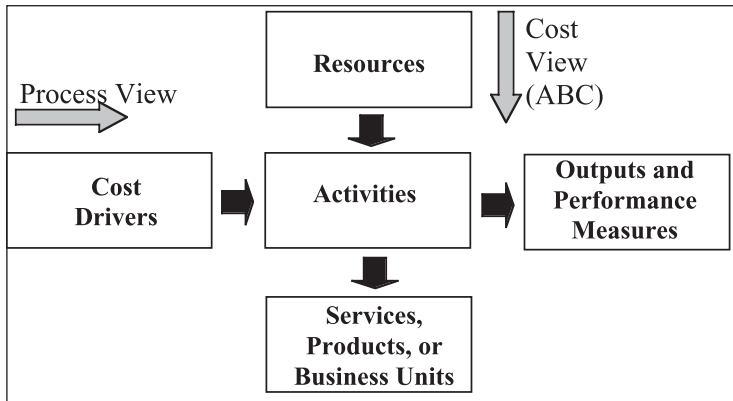 Process View
Resources
Cost
View
(ABC)
Cost
Drivers
Activities
Outputs and
Performance
Measures
Services,
Products, or
Business Units